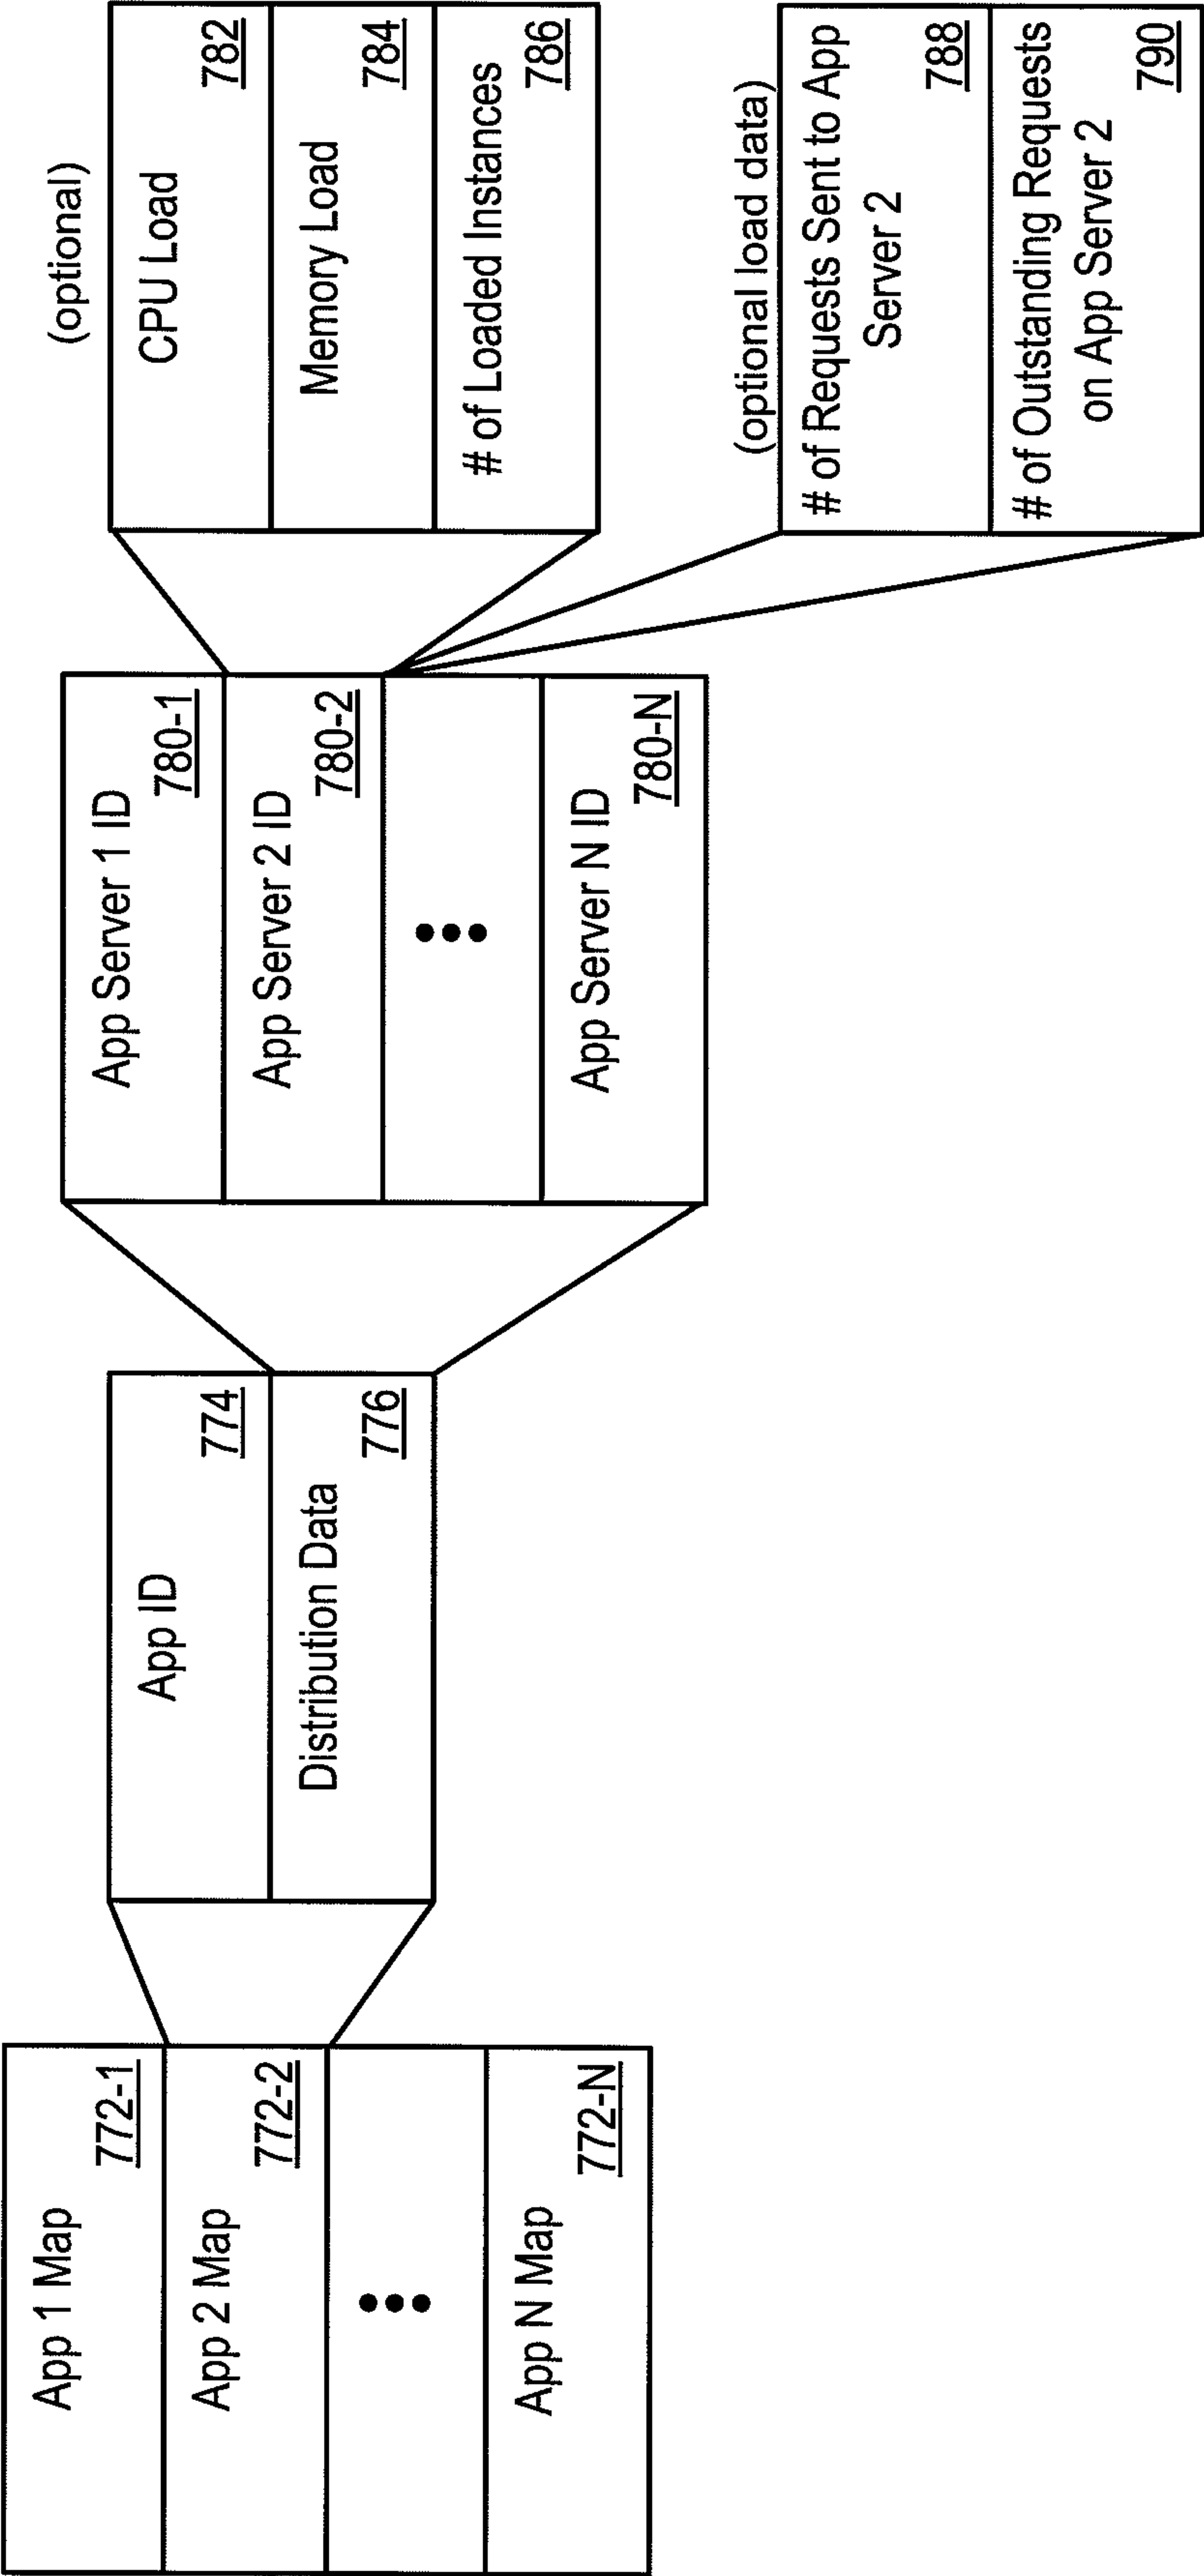 App 1 Map
772-1
App 2 Map
772-2
App N Map
772-N
App ID
774
Distribution Data
776
App Server 1 ID
780-1
App Server 2 ID
780-2
App Server N ID
780-N
(optional)
CPU Load
782
Memory Load
784
# of Loaded Instances
786
(optional load data)
# of Requests Sent to App
Server 2
788
# of Outstanding Requests
on App Server 2
790